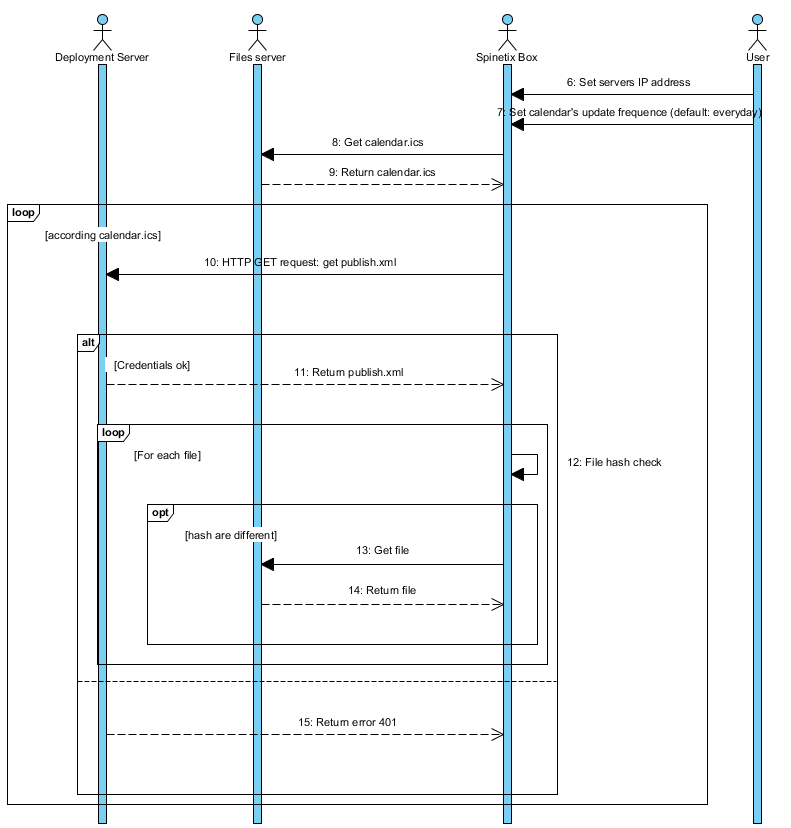 Deployment Server
Files server
Spinetix Box
User
6: Set servers IP address
7: Set calendar's update frequence (default: everyday)
8: Get calendar.ics
9: Return calendar.ics
loop
[according calendar.ics]
10: HTTP GET request: get publish.xml
alt
[Credentials ok]
11: Return publish.xml
loop
[For each file]
12: File hash check
opt
[hash are different]
13: Get file
14: Return file
15: Return error 401